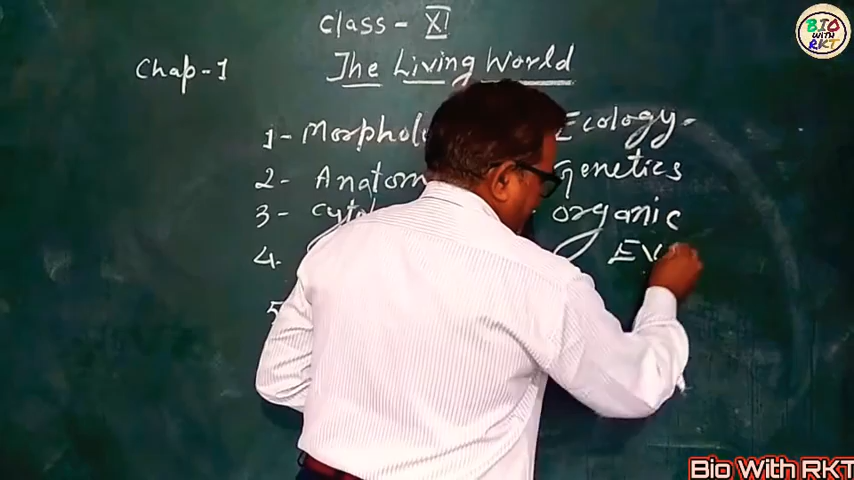 Class - XI
Chap-1 The Living World
1- Morphol Ecology-
2- Anatom Genetics
3- Cyto organic
4- Ev
5
BIO WITH RKT
Bio With RKT